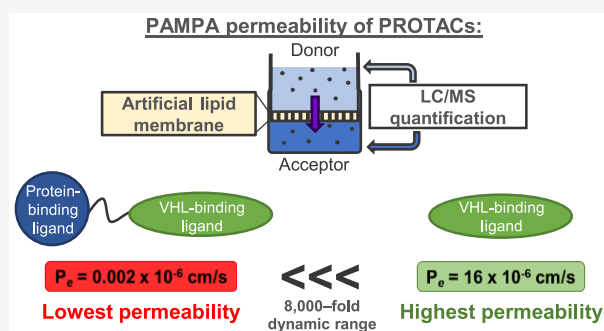 PAMPA permeability of PROTACs:
Donor
Artificial lipid
membrane
LC/MS
quantification
Acceptor
Protein-
binding
ligand
VHL-binding
ligand
VHL-binding
ligand
Pe = 0.002 x 10-6 cm/s
<<<
Pe = 16 x 10-6 cm/s
Lowest permeability
8,000–fold
dynamic range
Highest permeability